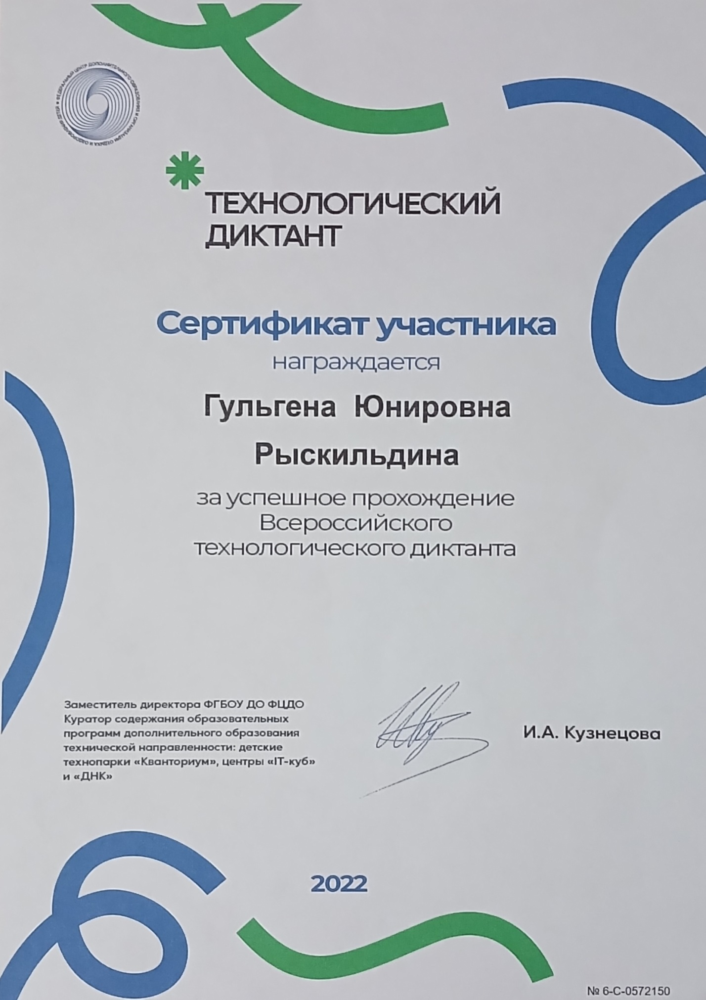 ФЕДЕРАЛЬНЫЙ ЦЕНТР ДОПОЛНИТЕЛЬНОГО ОБРАЗОВАНИЯ И ОРГАНИЗАЦИИ ОТДЫХА И ОЗДОРОВЛЕНИЯ ДЕТЕЙ
ТЕХНОЛОГИЧЕСКИЙ
ДИКТАНТ
Сертификат участника
награждается
Гульгена Юнировна
Рыскильдина
за успешное прохождение
Всероссийского
технологического диктанта
Заместитель директора ФГБОУ ДО ФЦДО
Куратор содержания образовательных
программ дополнительного образования
технической направленности: детские
технопарки «Кванториум», центры «IT-куб»
и «ДНК»
И.А. Кузнецова
2022
№ 6-С-0572150